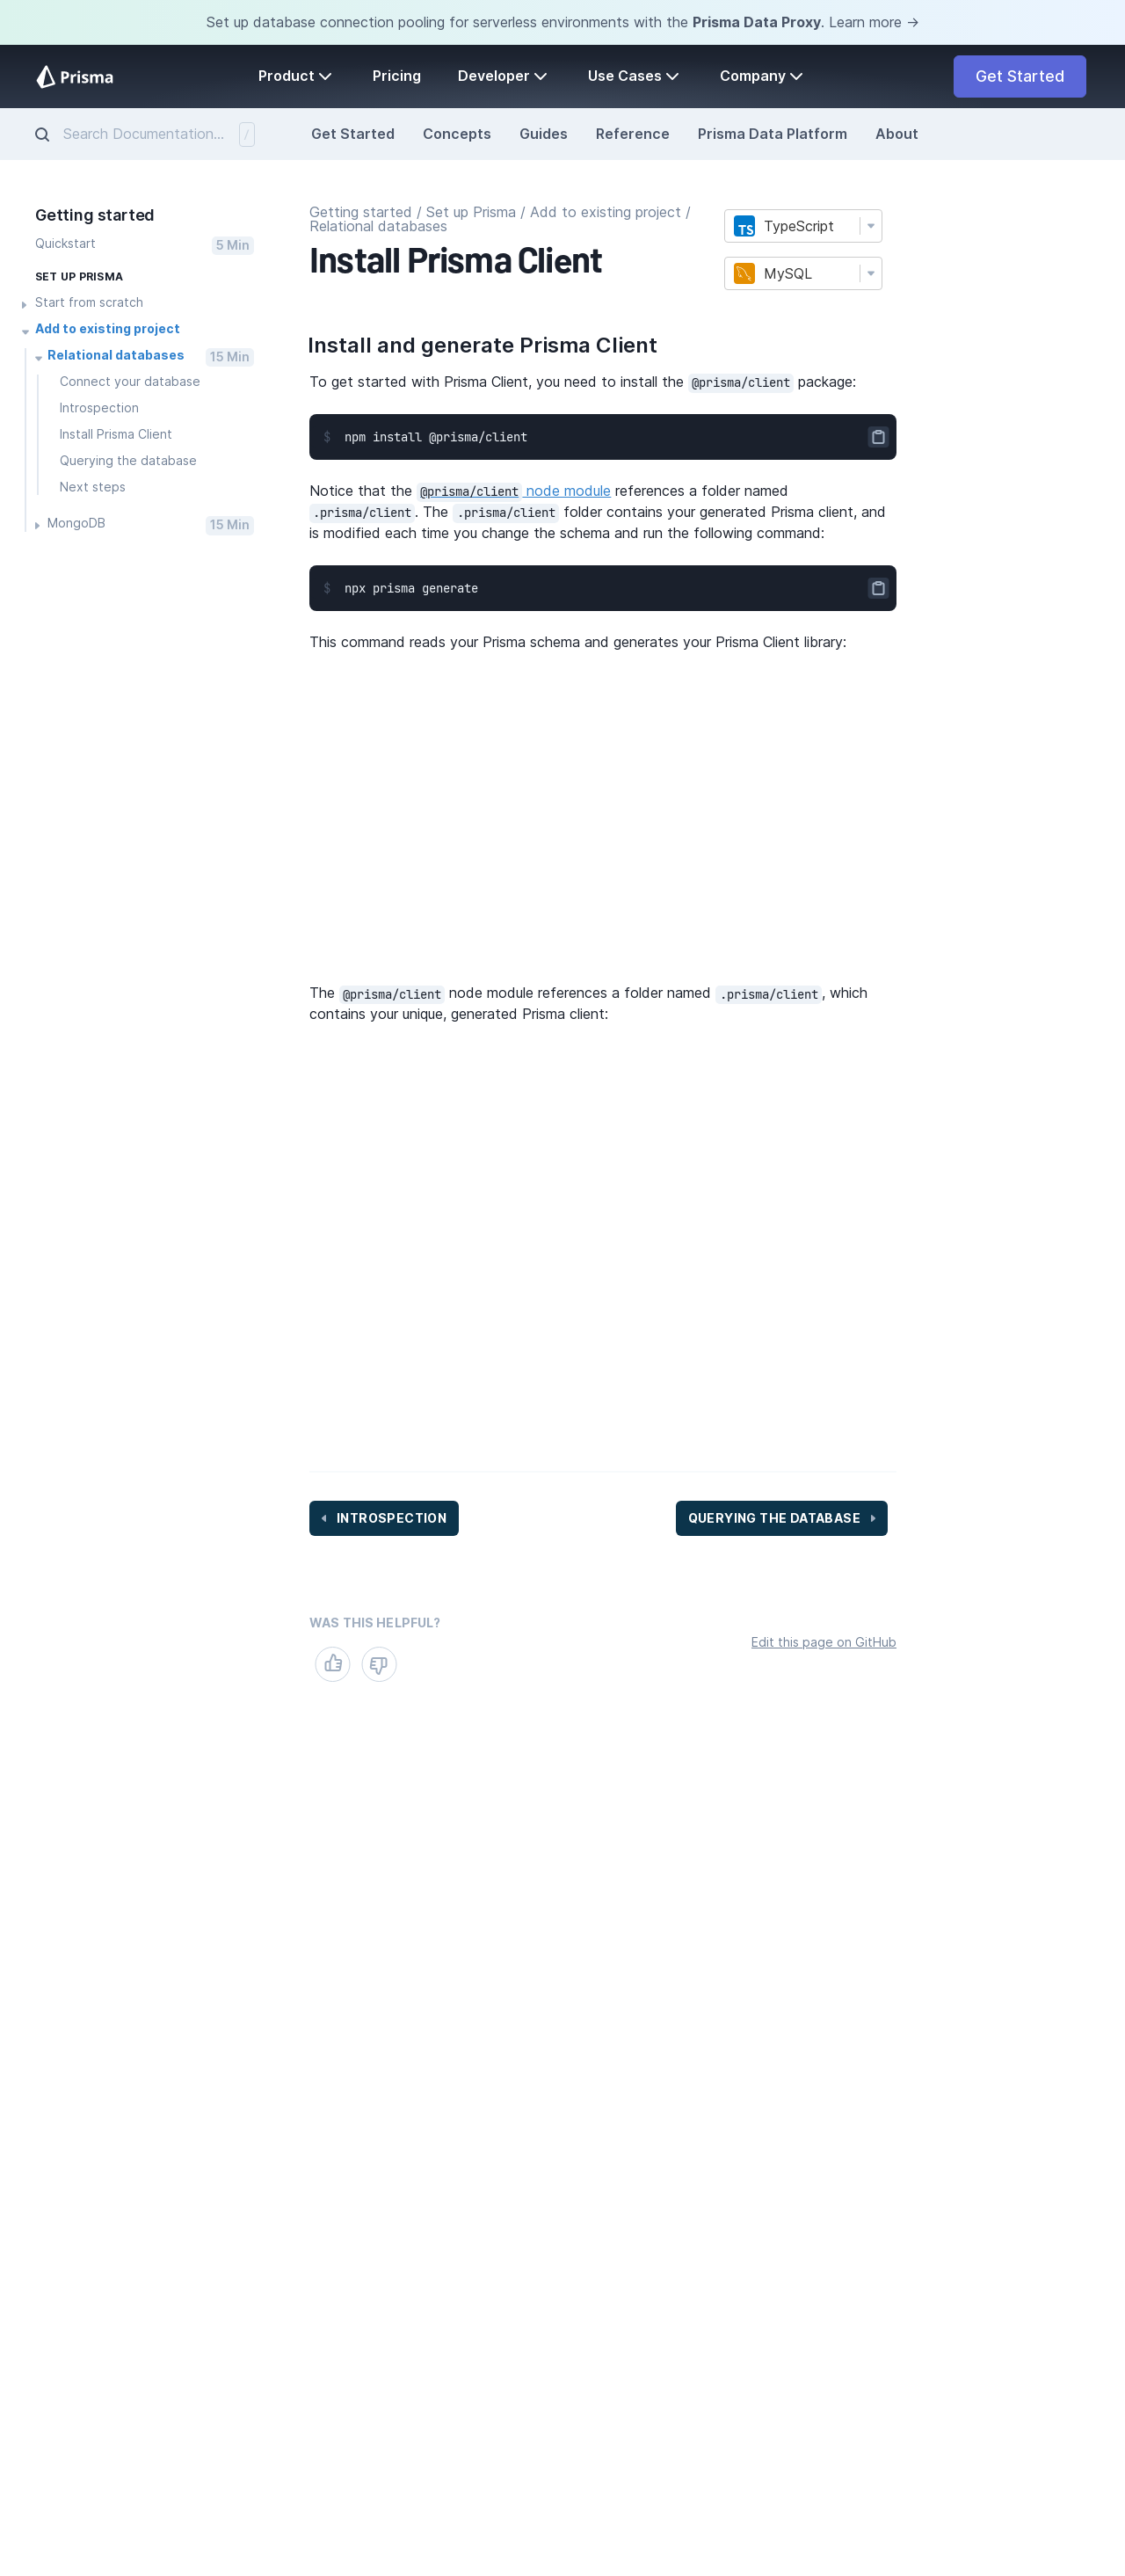 Set up database connection pooling for serverless environments with the Prisma Data Proxy. Learn more →
Prisma
Product
Pricing
Developer
Use Cases
Company
Get Started
Search Documentation...
/
Get Started
Concepts
Guides
Reference
Prisma Data Platform
About
Getting started
Quickstart
5 Min
SET UP PRISMA
Start from scratch
Add to existing project
Relational databases
15 Min
Connect your database
Introspection
Install Prisma Client
Querying the database
Next steps
MongoDB
15 Min
Getting started / Set up Prisma / Add to existing project /
Relational databases
Install Prisma Client
TS
TypeScript
MySQL
Install and generate Prisma Client
To get started with Prisma Client, you need to install the @prisma/client package:
$ npm install @prisma/client
Notice that the @prisma/client node module references a folder named
.prisma/client. The .prisma/client folder contains your generated Prisma client, and
is modified each time you change the schema and run the following command:
$ npx prisma generate
This command reads your Prisma schema and generates your Prisma Client library:
The @prisma/client node module references a folder named .prisma/client, which
contains your unique, generated Prisma client:
INTROSPECTION
QUERYING THE DATABASE
WAS THIS HELPFUL?
Edit this page on GitHub